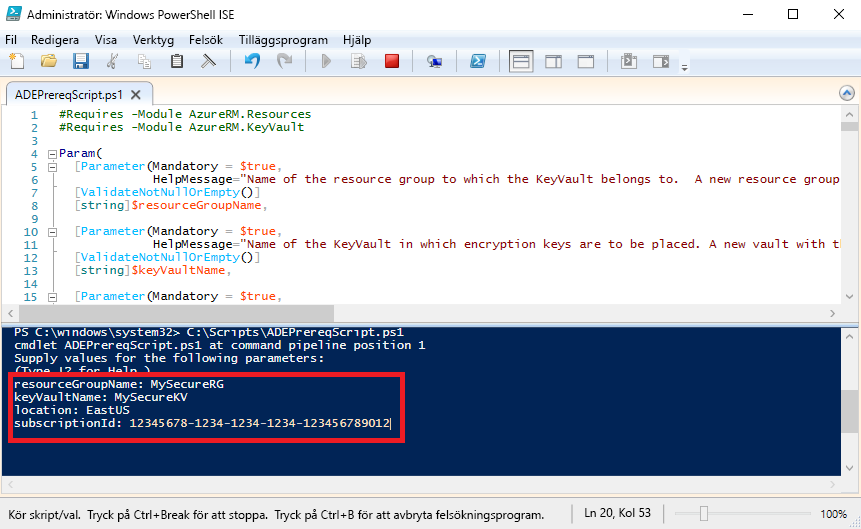 Administratör: Windows PowerShell ISE
Fil Redigera Visa Verktyg Felsök Tilläggsprogram Hjälp
ADEPrereqScript.ps1
1 #Requires -Module AzureRM.Resources
2 #Requires -Module AzureRM.KeyVault
3
4 Param(
5 [Parameter(Mandatory = $true,
6 HelpMessage="Name of the resource group to which the KeyVault belongs to. A new resource group
7 [ValidateNotNullOrEmpty()]
8 [string]$resourceGroupName,
9
10 [Parameter(Mandatory = $true,
11 HelpMessage="Name of the KeyVault in which encryption keys are to be placed. A new vault with th
12 [ValidateNotNullOrEmpty()]
13 [string]$keyVaultName,
14
15 [Parameter(Mandatory = $true,
PS C:\windows\system32> C:\Scripts\ADEPrereqScript.ps1
cmdlet ADEPrereqScript.ps1 at command pipeline position 1
Supply values for the following parameters:
(Type !? for Help.)
resourceGroupName: MySecureRG
keyVaultName: MySecureKV
location: EastUS
subscriptionId: 12345678-1234-1234-1234-123456789012
Kör skript/val. Tryck på Ctrl+Break för att stoppa. Tryck på Ctrl+B för att avbryta felsökningsprogram. Ln 20, Kol 53 100%